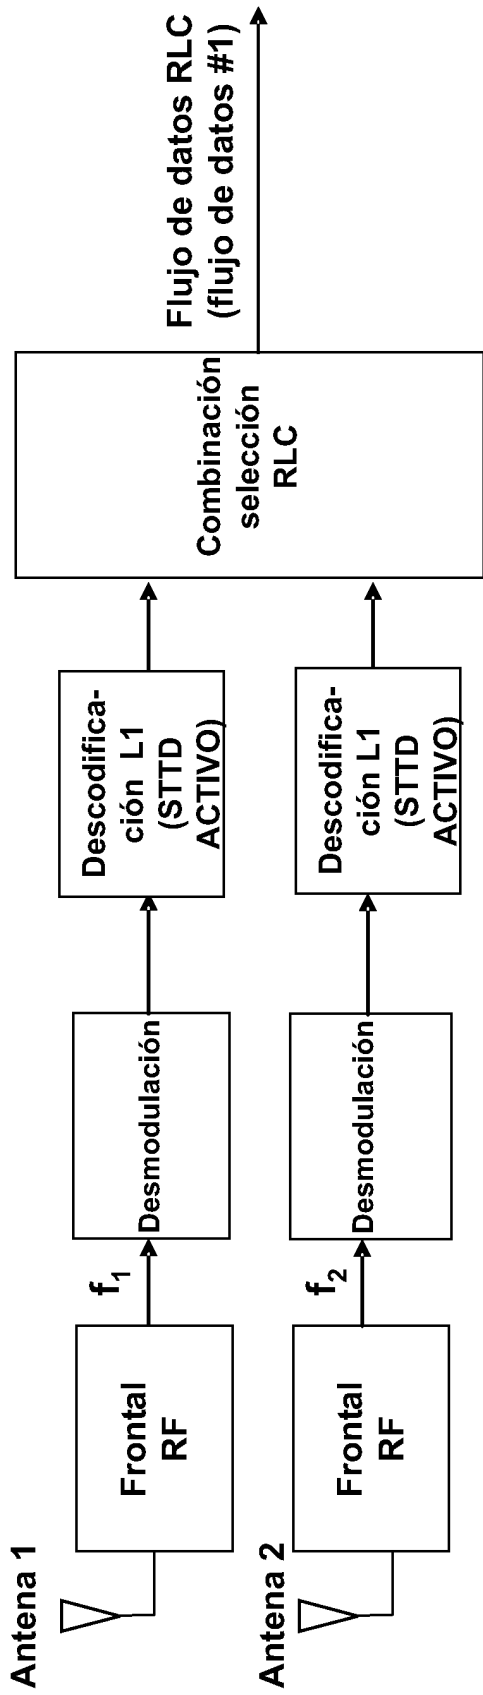 Antena 1
Frontal
RF
f1
Desmodulación
Descodifica-
ción L1
(STTD
ACTIVO)
Antena 2
Frontal
RF
f2
Desmodulación
Descodifica-
ción L1
(STTD
ACTIVO)
Combinación
selección
RLC
Flujo de datos RLC
(flujo de datos #1)